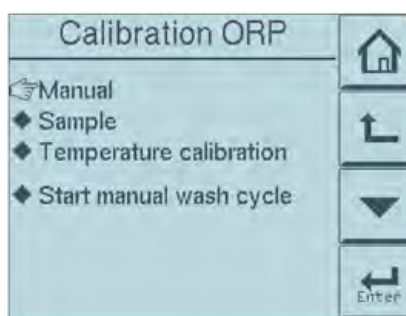 Calibration ORP
Manual
Sample
Temperature calibration
Start manual wash cycle
Enter